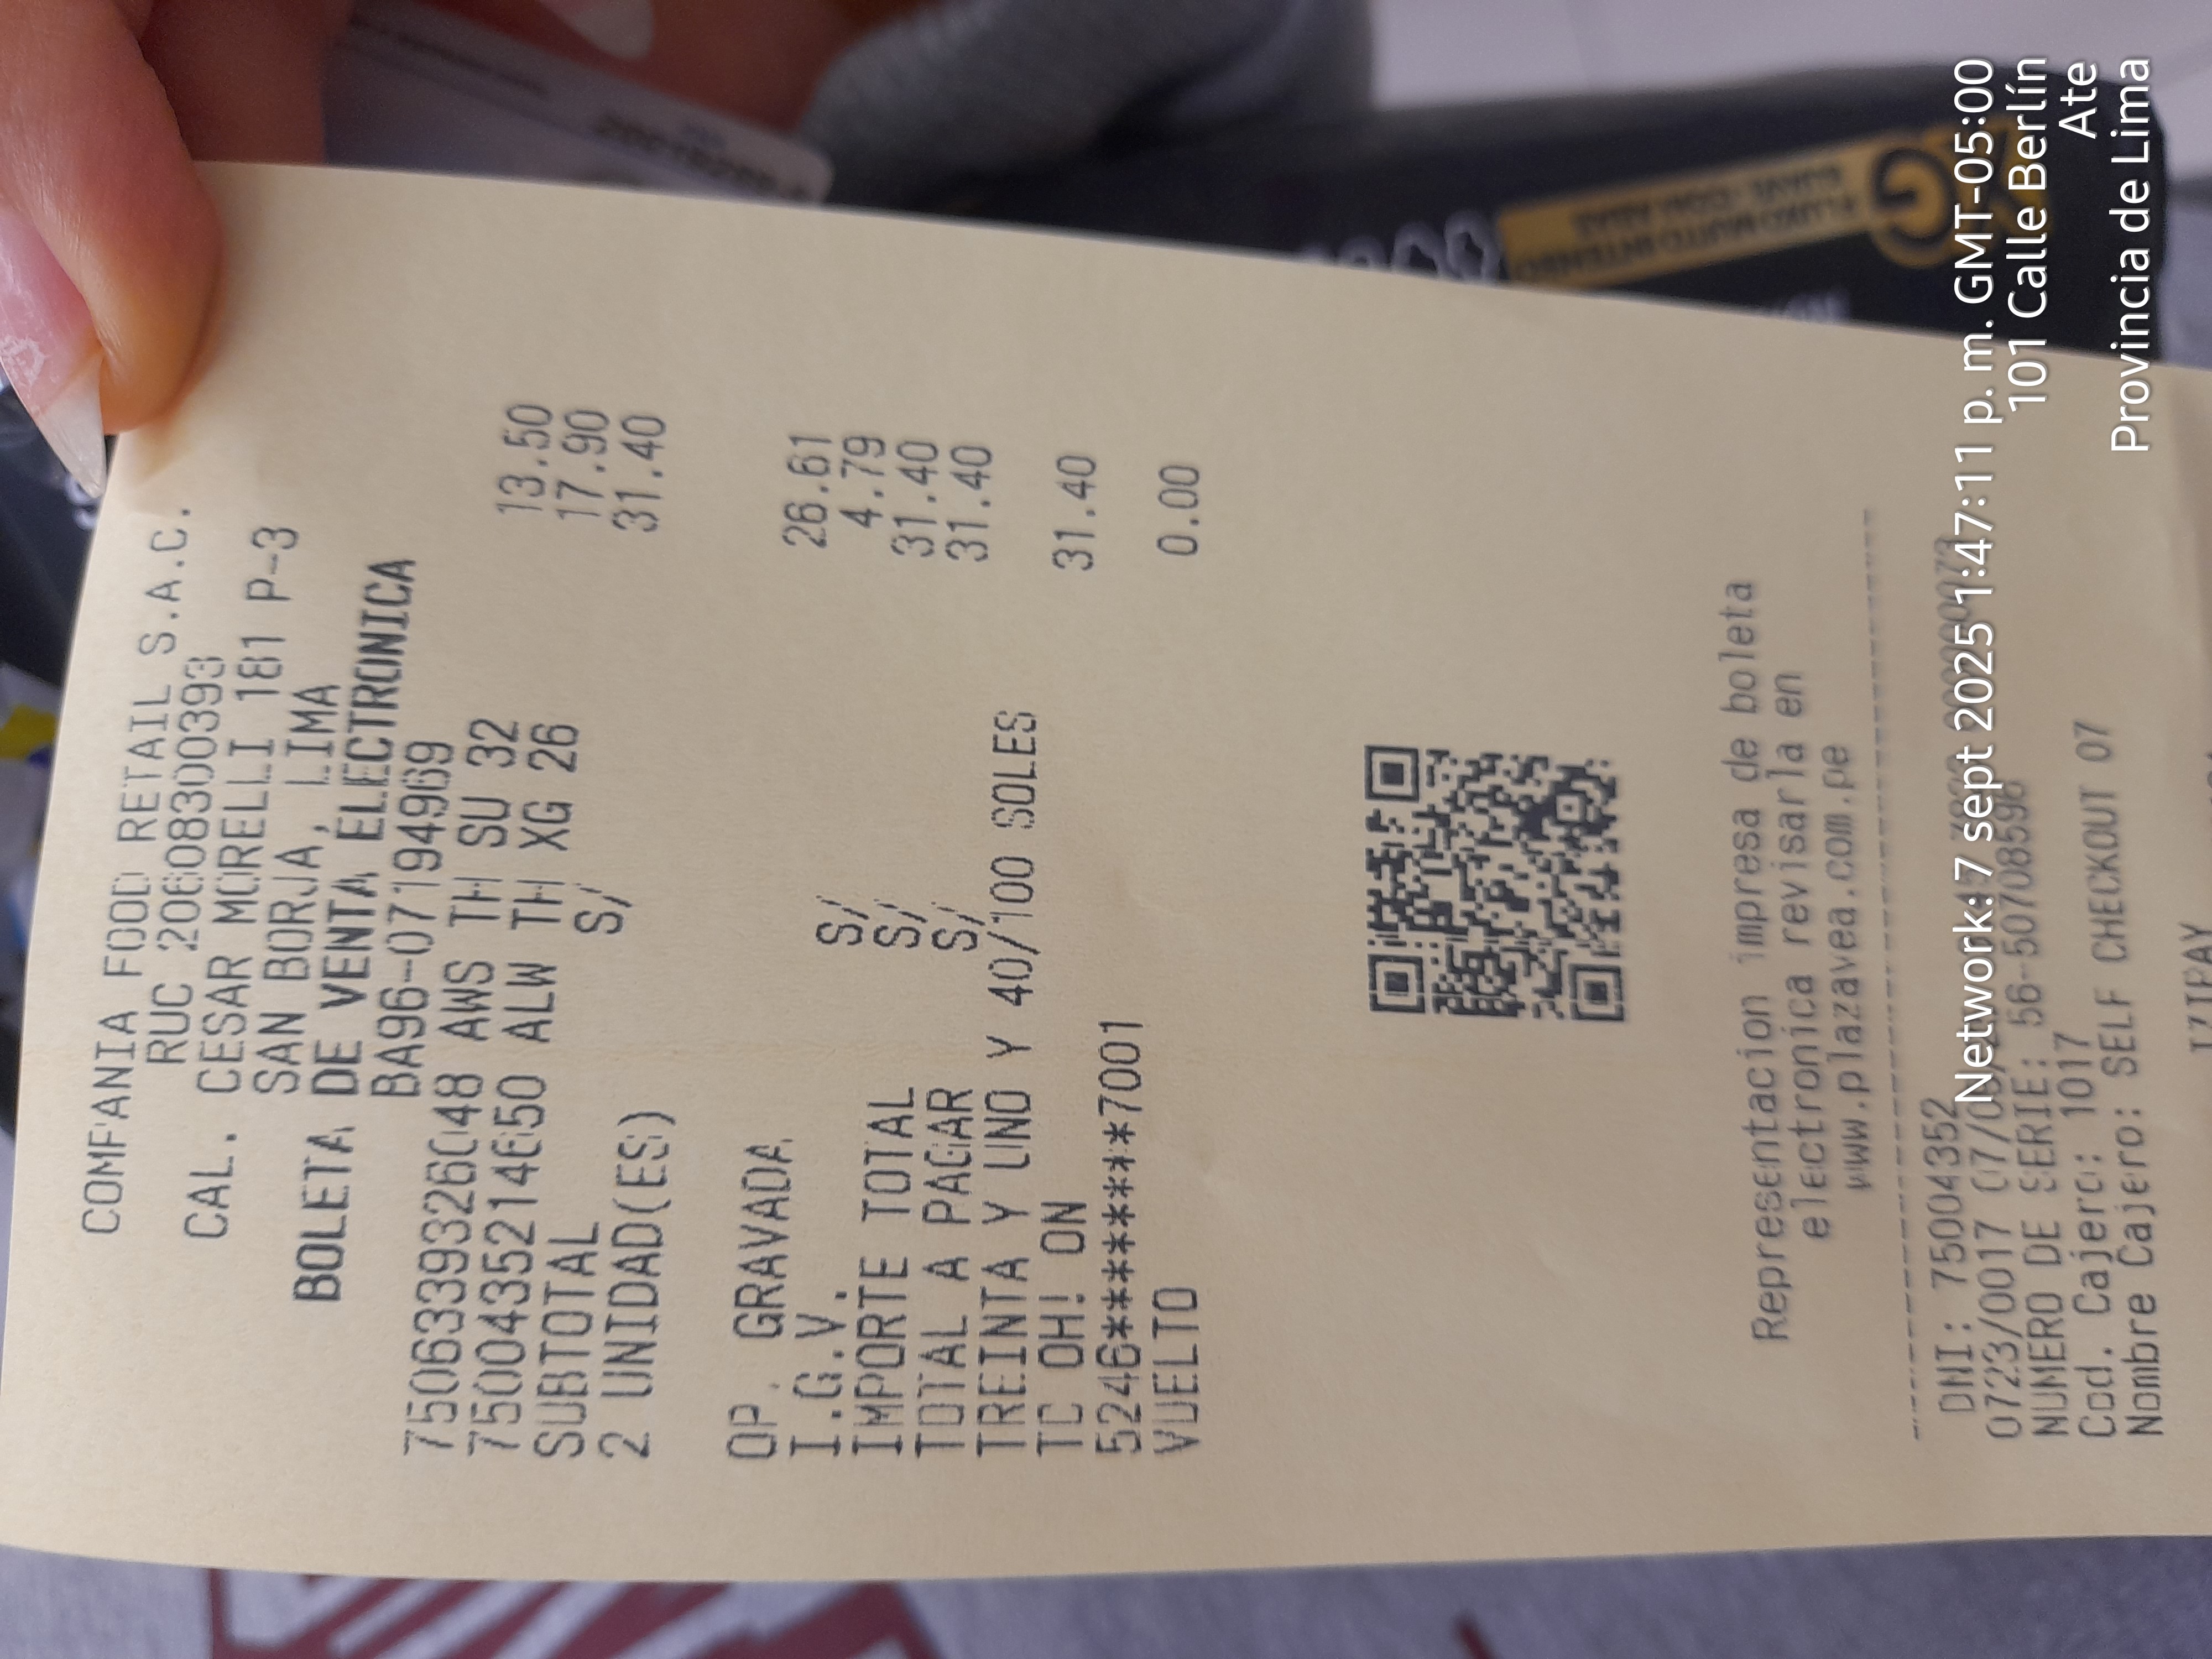 COMPANIA FOOD RETAIL S.A.C.
RUC 20608300393
CAL. CESAR MORELLI 181 P-3
SAN BORJA, LIMA
BOLETA DE VENTA ELECTRONICA
BA96-07194969
7506339326048 AWS TH SU 32 13.50
7500435214650 ALW TH XG 26 17.90
SUBTOTAL S/ 31.40
2 UNIDAD(ES)
OP. GRAVADA 26.61
I.G.V. S/ 4.79
IMPORTE TOTAL S/ 31.40
TOTAL A PAGAR S/ 31.40
TREINTA Y UNO Y 40/100 SOLES
TC OH! ON 31.40
5246********7001
VUELTO 0.00
Representacion impresa de boleta
electronica revisarla en
www.plazavea.com.pe
DNI: 75004352
0723/0017
NUMERO DE SERIE: 56-50708596
Cod. Cajero: 1017
Nombre Cajero: SELF CHECKOUT 07
IZIPAY
XG
Network: 7 sept 2025 1:47:11 p. m. GMT-05:00
101 Calle Berlín
Ate
Provincia de Lima